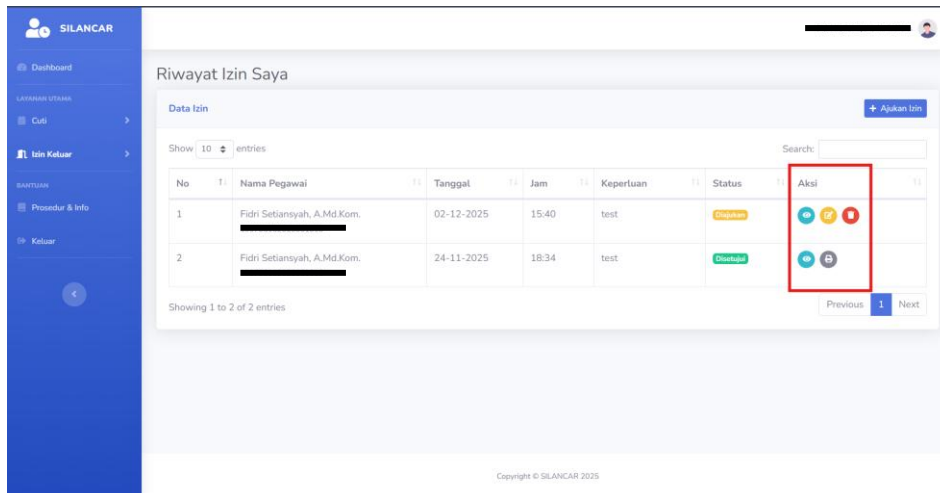 SILANCAR
Dashboard
LAYANAN UTAMA
Cuti
Izin Keluar
BANTUAN
Prosedur & Info
Keluar
Riwayat Izin Saya
Data Izin
+ Ajukan Izin
Show 10 entries
Search:
No Nama Pegawai Tanggal Jam Keperluan Status Aksi
1 Fidri Setiansyah, A.Md.Kom. 02-12-2025 15:40 test Diajukan
2 Fidri Setiansyah, A.Md.Kom. 24-11-2025 18:34 test Disetujui
Showing 1 to 2 of 2 entries
Previous 1 Next
Copyright © SILANCAR 2025